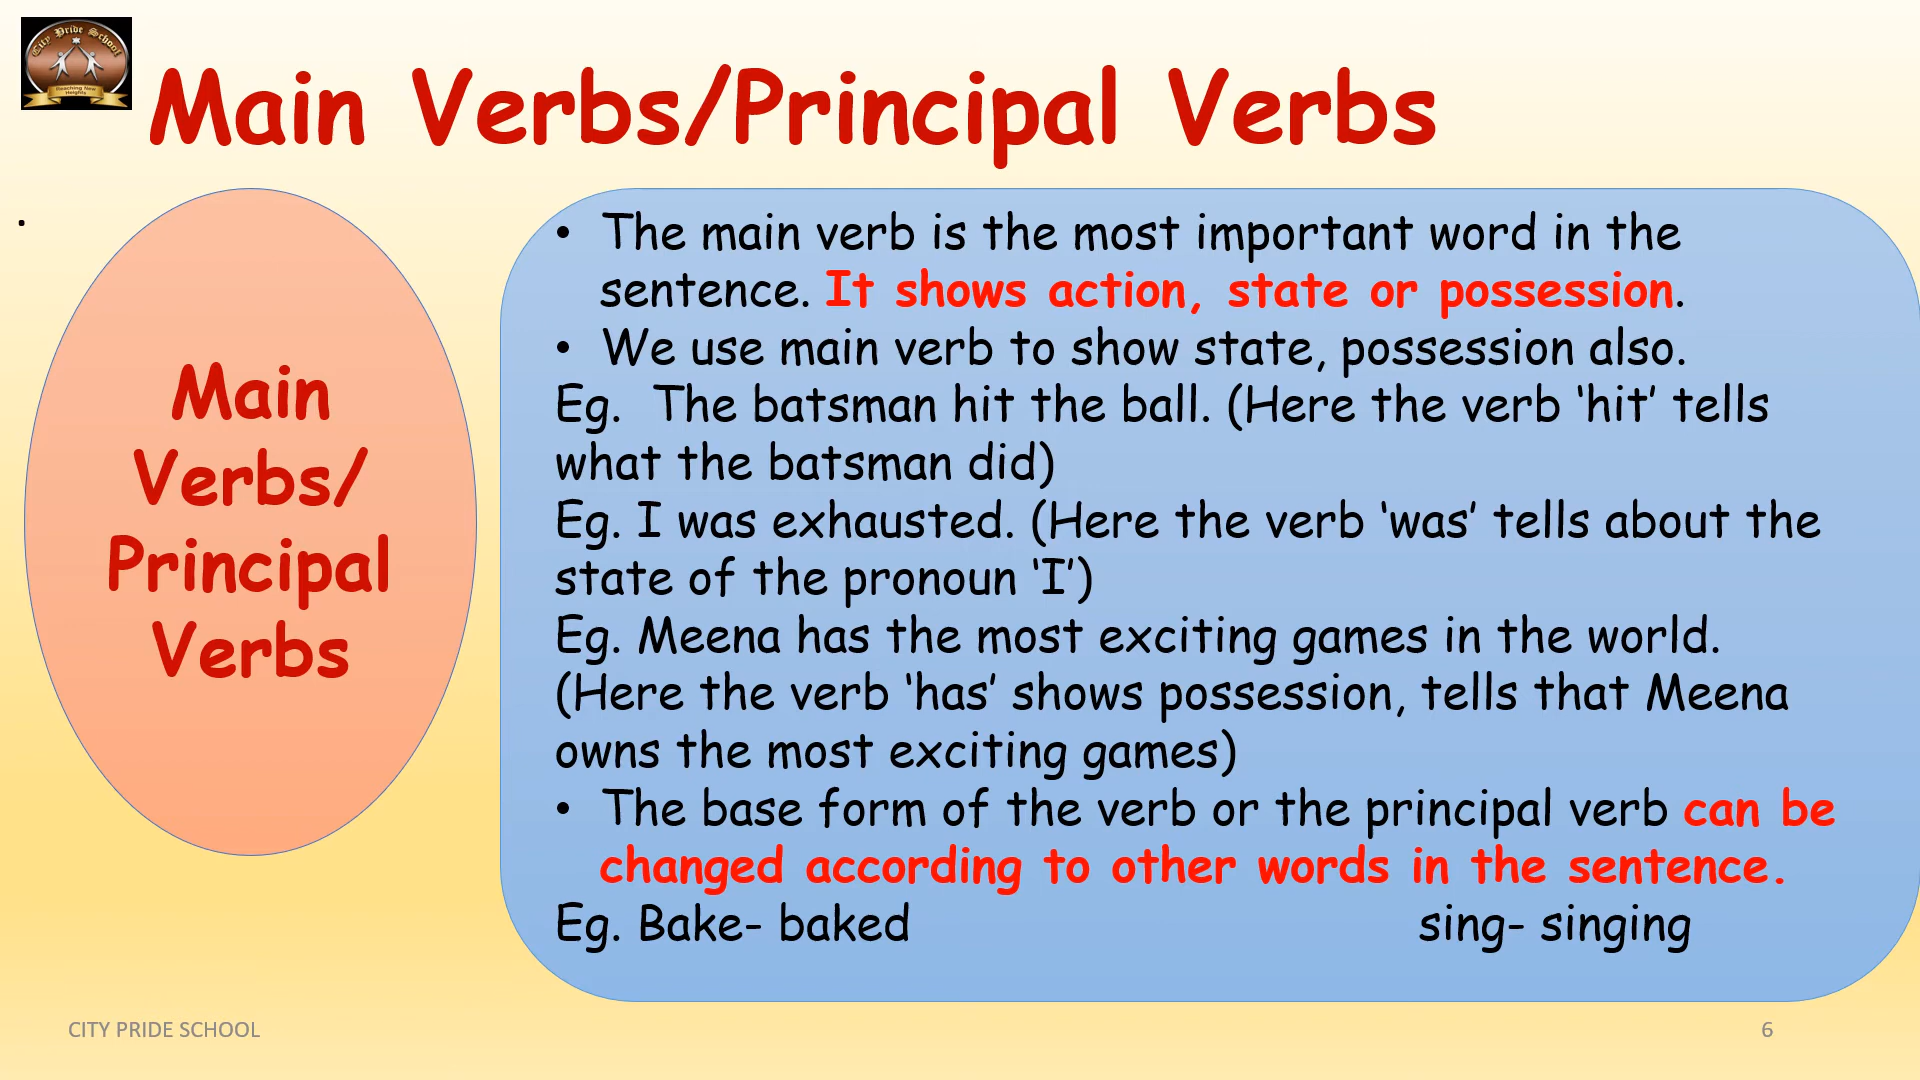 City Pride School
Reaching New
Heights
Main Verbs/Principal Verbs
.
Main
Verbs/
Principal
Verbs
• The main verb is the most important word in the
sentence. It shows action, state or possession.
• We use main verb to show state, possession also.
Eg. The batsman hit the ball. (Here the verb ‘hit’ tells
what the batsman did)
Eg. I was exhausted. (Here the verb ‘was’ tells about the
state of the pronoun ‘I’)
Eg. Meena has the most exciting games in the world.
(Here the verb ‘has’ shows possession, tells that Meena
owns the most exciting games)
• The base form of the verb or the principal verb can be
changed according to other words in the sentence.
Eg. Bake- baked sing- singing
CITY PRIDE SCHOOL
6